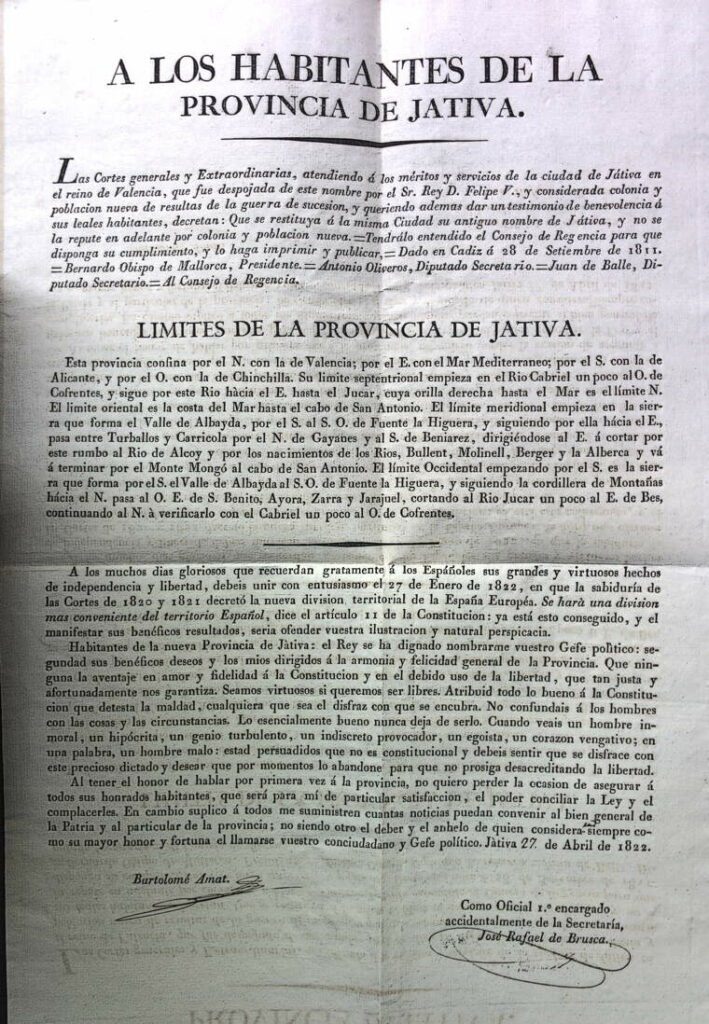 A LOS HABITANTES DE LA
PROVINCIA DE JATIVA.
Las Cortes generales y Extraordinarias, atendiendo á los méritos y servicios de la ciudad de Játiva en
el reino de Valencia, que fue despojada de este nombre por el Sr. Rey D. Felipe V., y considerada colonia y
poblacion nueva de resultas de la guerra de sucesion, y queriendo ademas dar un testimonio de benevolencia á
sus leales habitantes, decretan: Que se restituya á la misma Ciudad su antiguo nombre de Játiva, y no se
la repute en adelante por colonia y poblacion nueva.=Tendrálo entendido el Consejo de Regencia para que
disponga su cumplimiento, y lo haga imprimir y publicar.=Dado en Cadiz á 28 de Setiembre de 1811.
=Bernardo Obispo de Mallorca, Presidente.=Antonio Oliveros, Diputado Secretario.=Juan de Balle, Di-
putado Secretario.=Al Consejo de Regencia.
LIMITES DE LA PROVINCIA DE JATIVA.
Esta provincia confina por el N. con la de Valencia; por el E. con el Mar Mediterraneo; por el S. con la de
Alicante, y por el O. con la de Chinchilla. Su limite septentrional empieza en el Rio Cabriel un poco al O. de
Cofrentes, y sigue por este Rio hàcia el E. hasta el Jucar, cuya orilla derecha hasta el Mar es el límite N.
El limite oriental es la costa del Mar hasta el cabo de San Antonio. El límite meridional empieza en la sier-
ra que forma el Valle de Albayda, por el S. al S. O. de Fuente la Higuera, y siguiendo por ella hácia el E.,
pasa entre Turballos y Carricola por el N. de Gayanes y al S. de Beniarez, dirigiéndose al E. á cortar por
este rumbo al Rio de Alcoy y por los nacimientos de los Rios, Bullent, Molinell, Berger y la Alberca y vá
á terminar por el Monte Mongó al cabo de San Antonio. El límite Occidental empezando por el S. es la sier-
ra que forma por el S. el Valle de Albayda al S. O. de Fuente la Higuera, y siguiendo la cordillera de Montañas
hácia el N. pasa al O. E. de S. Benito, Ayora, Zarra y Jarajuel, cortando al Rio Jucar un poco al E. de Bes,
continuando al N. à verificarlo con el Cabriel un poco al O. de Cofrentes.
A los muchos dias gloriosos que recuerdan gratamente á los Españoles sus grandes y virtuosos hechos
de independencia y libertad, debeis unir con entusiasmo el 27 de Enero de 1822, en que la sabiduría de
las Cortes de 1820 y 1821 decretó la nueva division territorial de la España Européa. Se harà una division
mas conveniente del territorio Español, dice el artículo 11 de la Constitucion: ya está esto conseguido, y el
manifestar sus benéficos resultados, seria ofender vuestra ilustracion y natural perspicacia.
Habitantes de la nueva Provincia de Jàtiva: el Rey se ha dignado nombrarme vuestro Gefe político: se-
gundad sus benéficos deseos y los mios dirigidos á la armonia y felicidad general de la Provincia. Que nin-
guna la aventaje en amor y fidelidad á la Constitucion y en el debido uso de la libertad, que tan justa y
afortunadamente nos garantiza. Seamos virtuosos si queremos ser libres. Atribuid todo lo bueno á la Constitu-
cion que detesta la maldad, cualquiera que sea el disfraz con que se encubra. No confundais á los hombres
con las cosas y las circunstancias. Lo esencialmente bueno nunca deja de serlo. Cuando veais un hombre in-
moral, un hipócrita, un genio turbulento, un indiscreto provocador, un egoista, un corazon vengativo; en
una palabra, un hombre malo: estad persuadidos que no es constitucional y debeis sentir que se disfrace con
este precioso dictado y desear que por momentos lo abandone para que no prosiga desacreditando la libertad.
Al tener el honor de hablar por primera vez á la provincia, no quiero perder la ocasion de asegurar á
todos sus honrados habitantes, que será para mí de particular satisfaccion, el poder conciliar la Ley y el
complacerles. En cambio suplico á todos me suministren cuantas noticias puedan convenir al bien general de
la Patria y al particular de la provincia; no siendo otro el deber y el anhelo de quien considera siempre co-
mo su mayor honor y fortuna el llamarse vuestro conciudadano y Gefe político. Jàtiva 27 de Abril de 1822.
Bartolomé Amat.
Como Oficial 1.º encargado
accidentalmente de la Secretaría,
José Rafael de Brusca.